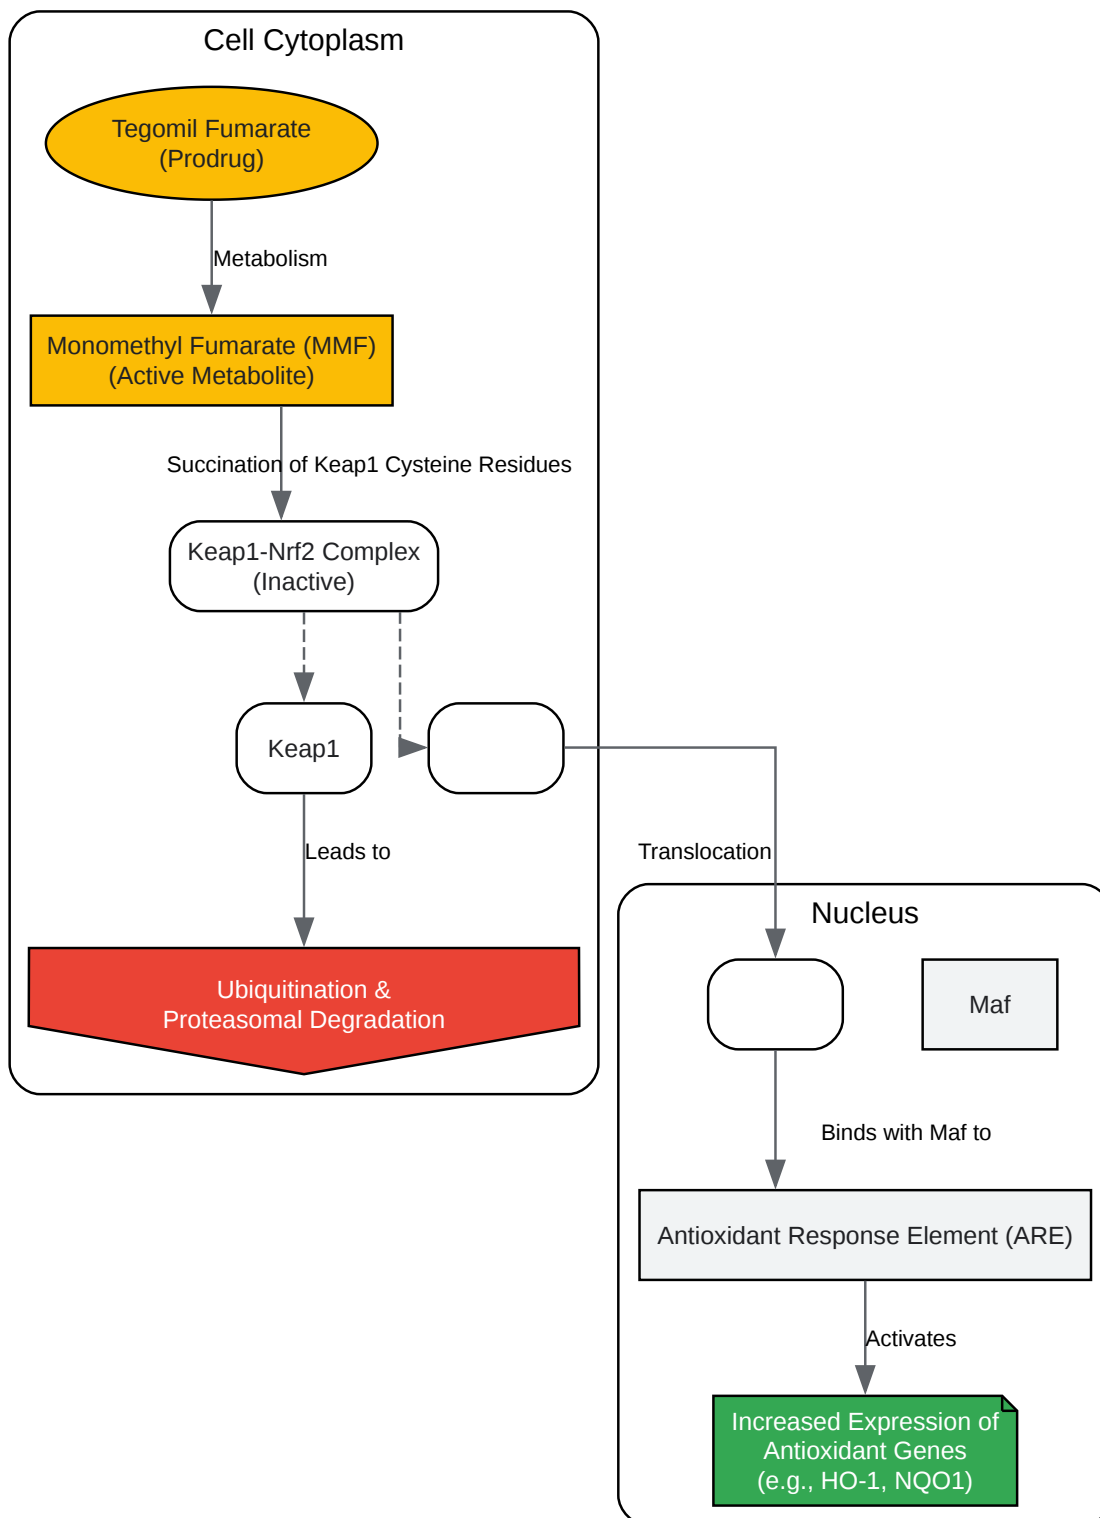 Cell Cytoplasm
Tegomil Fumarate
(Prodrug)
Metabolism
Monomethyl Fumarate (MMF)
(Active Metabolite)
Succination of Keap1 Cysteine Residues
Keap1-Nrf2 Complex
(Inactive)
Keap1
Leads to
Ubiquitination &
Proteasomal Degradation
Translocation
Nucleus
Maf
Binds with Maf to
Antioxidant Response Element (ARE)
Activates
Increased Expression of
Antioxidant Genes
(e.g., HO-1, NQO1)